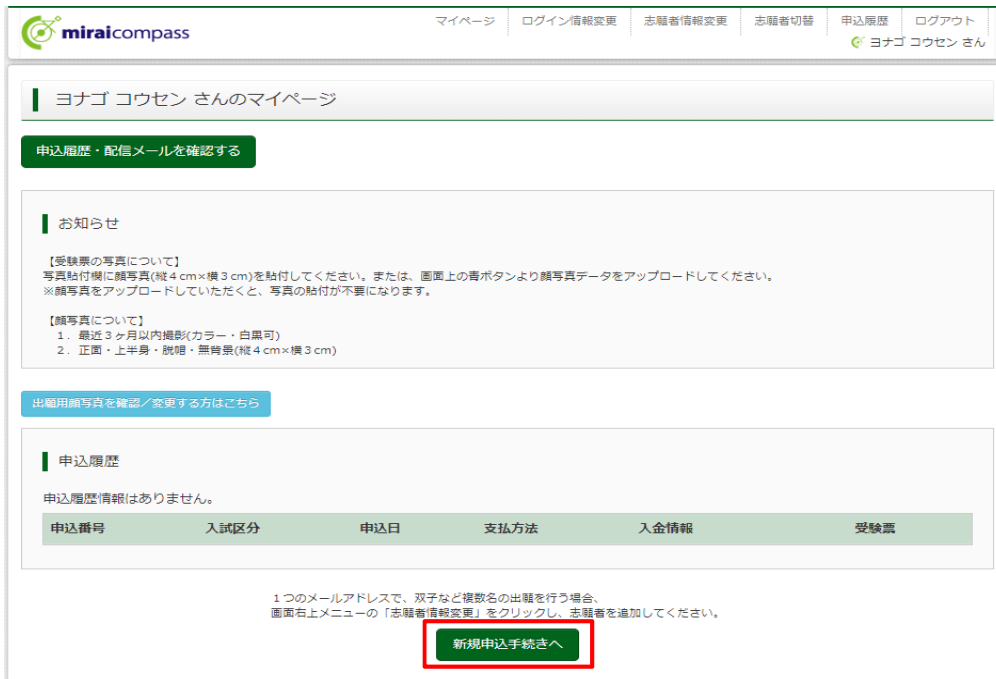 miraicompass
マイページ ログイン情報変更 志願者情報変更 志願者切替 申込履歴 ログアウト
ヨナゴ コウセン さん
ヨナゴ コウセン さんのマイページ
申込履歴・配信メールを確認する
お知らせ
【受験票の写真について】
写真貼付欄に顔写真(縦４cm×横３cm)を貼付してください。または、画面上の青ボタンより顔写真データをアップロードしてください。
※顔写真をアップロードしていただくと、写真の貼付が不要になります。
【顔写真について】
１．最近３ヶ月以内撮影(カラー・白黒可)
２．正面・上半身・脱帽・無背景(縦４cm×横３cm)
出願用顔写真を確認／変更する方はこちら
申込履歴
申込履歴情報はありません。
申込番号 入試区分 申込日 支払方法 入金情報 受験票
１つのメールアドレスで、双子など複数名の出願を行う場合、
画面右上メニューの「志願者情報変更」をクリックし、志願者を追加してください。
新規申込手続きへ